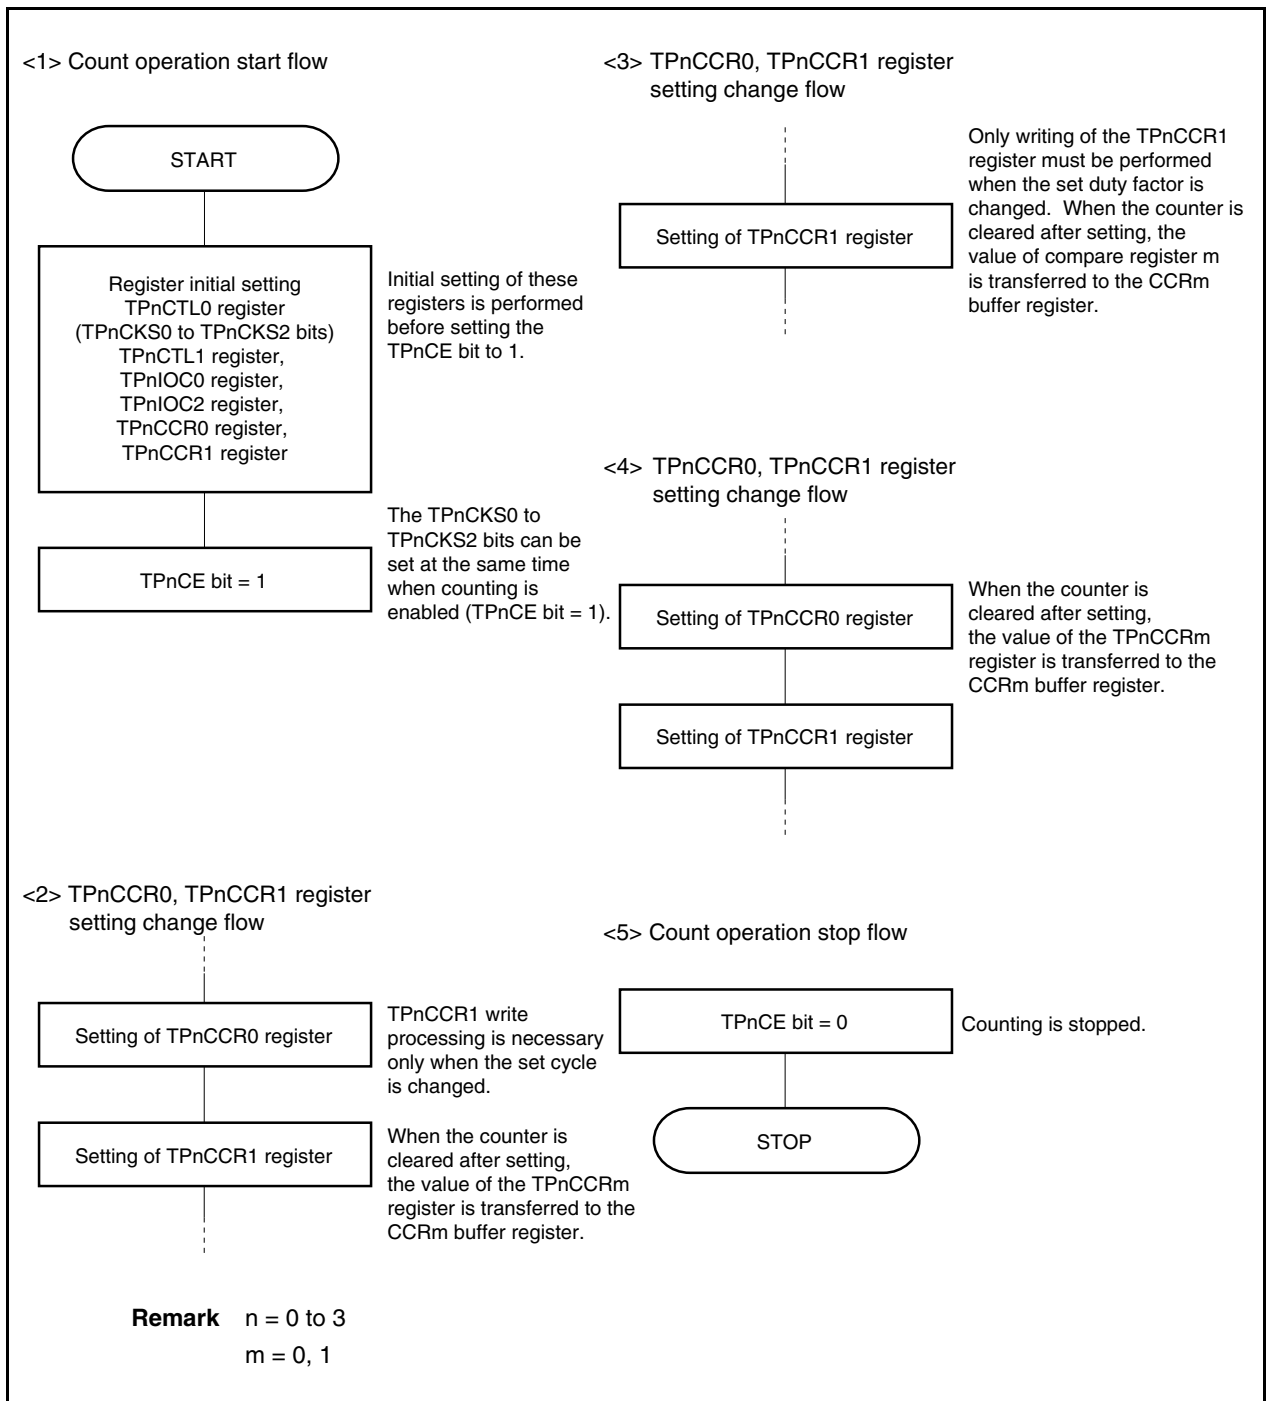 <1> Count operation start flow
START
Register initial setting
TPnCTL0 register
(TPnCKS0 to TPnCKS2 bits)
TPnCTL1 register,
TPnIOC0 register,
TPnIOC2 register,
TPnCCR0 register,
TPnCCR1 register
Initial setting of these
registers is performed
before setting the
TPnCE bit to 1.
TPnCE bit = 1
The TPnCKS0 to
TPnCKS2 bits can be
set at the same time
when counting is
enabled (TPnCE bit = 1).
<2> TPnCCR0, TPnCCR1 register
setting change flow
Setting of TPnCCR0 register
TPnCCR1 write
processing is necessary
only when the set cycle
is changed.
Setting of TPnCCR1 register
When the counter is
cleared after setting,
the value of the TPnCCRm
register is transferred to the
CCRm buffer register.
<3> TPnCCR0, TPnCCR1 register
setting change flow
Setting of TPnCCR1 register
Only writing of the TPnCCR1
register must be performed
when the set duty factor is
changed.  When the counter is
cleared after setting, the
value of compare register m
is transferred to the CCRm
buffer register.
<4> TPnCCR0, TPnCCR1 register
setting change flow
Setting of TPnCCR0 register
When the counter is
cleared after setting,
the value of the TPnCCRm
register is transferred to the
CCRm buffer register.
Setting of TPnCCR1 register
<5> Count operation stop flow
TPnCE bit = 0
Counting is stopped.
STOP
Remark n = 0 to 3
m = 0, 1